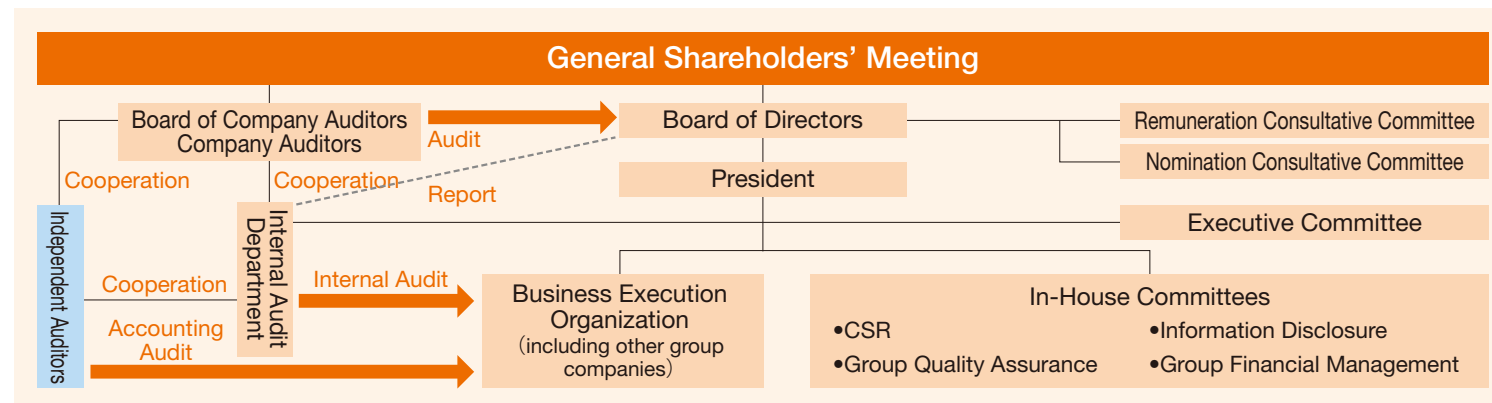 General Shareholders’ Meeting
Board of Company Auditors
Company Auditors
Audit
Board of Directors
Remuneration Consultative Committee
Nomination Consultative Committee
Cooperation
Cooperation
Report
President
Independent Auditors
Internal Audit
Department
Executive Committee
Cooperation
Internal Audit
Accounting
Audit
Business Execution
Organization
(including other group
companies)
In-House Committees
•CSR
•Information Disclosure
•Group Quality Assurance
•Group Financial Management